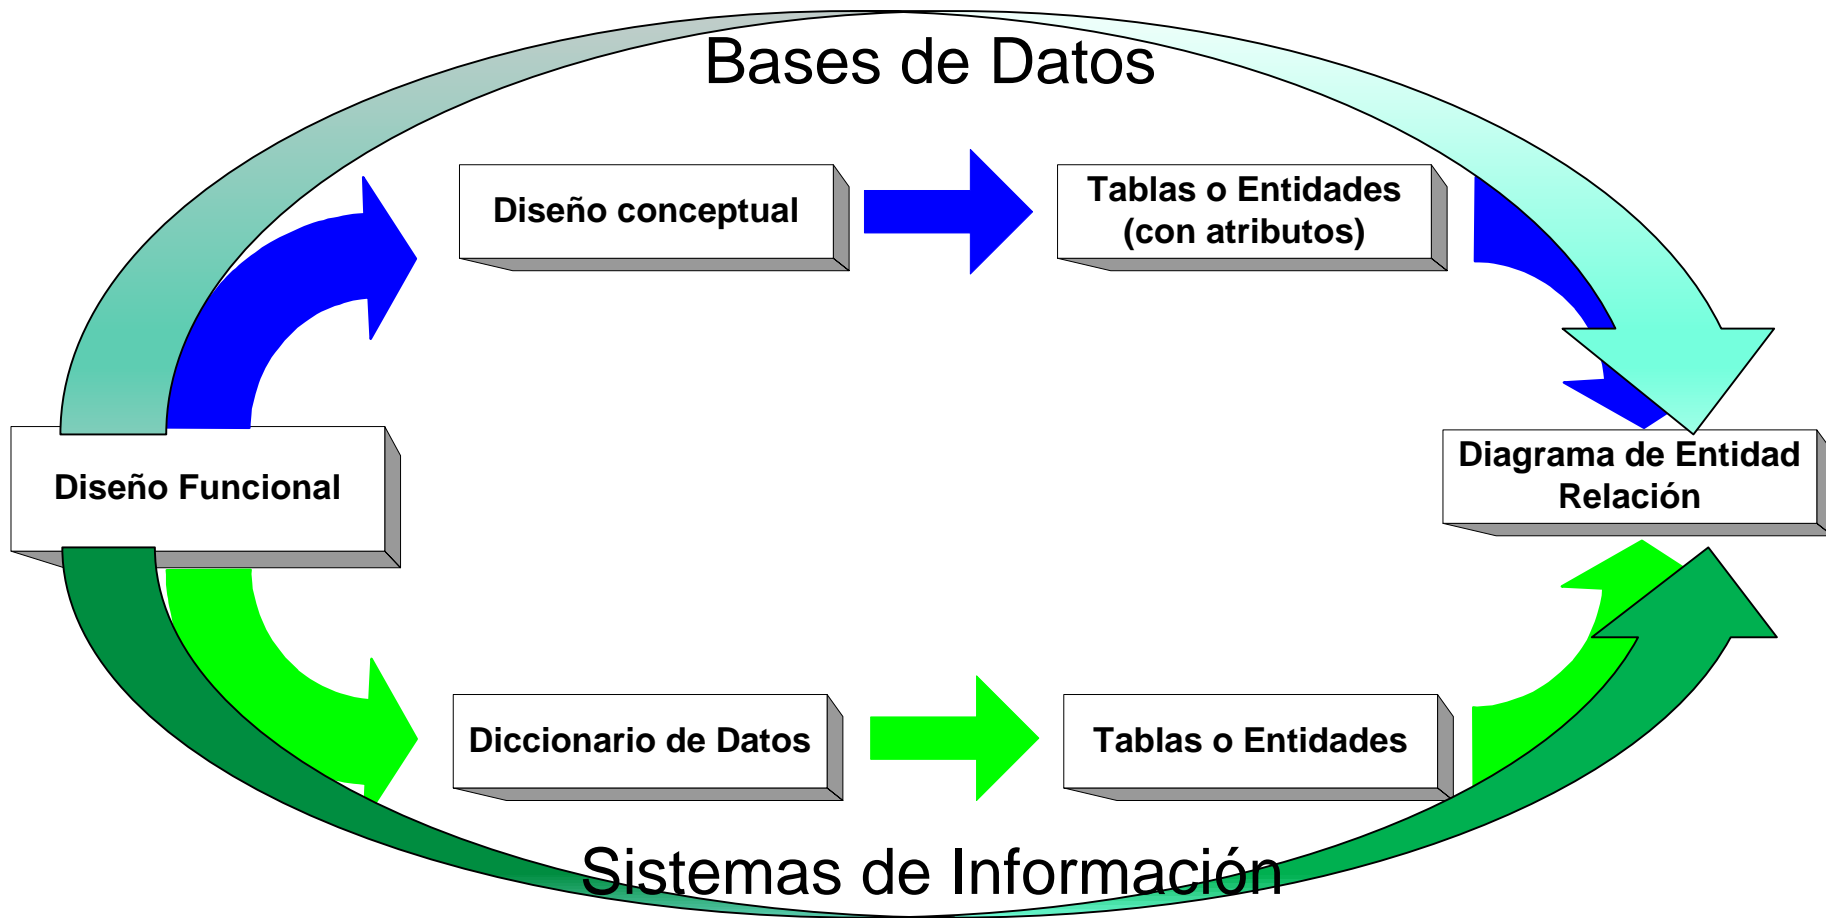 Bases de Datos
Diseño conceptual
Tablas o Entidades
(con atributos)
Diseño Funcional
Diagrama de Entidad
Relación
Diccionario de Datos
Tablas o Entidades
Sistemas de Información